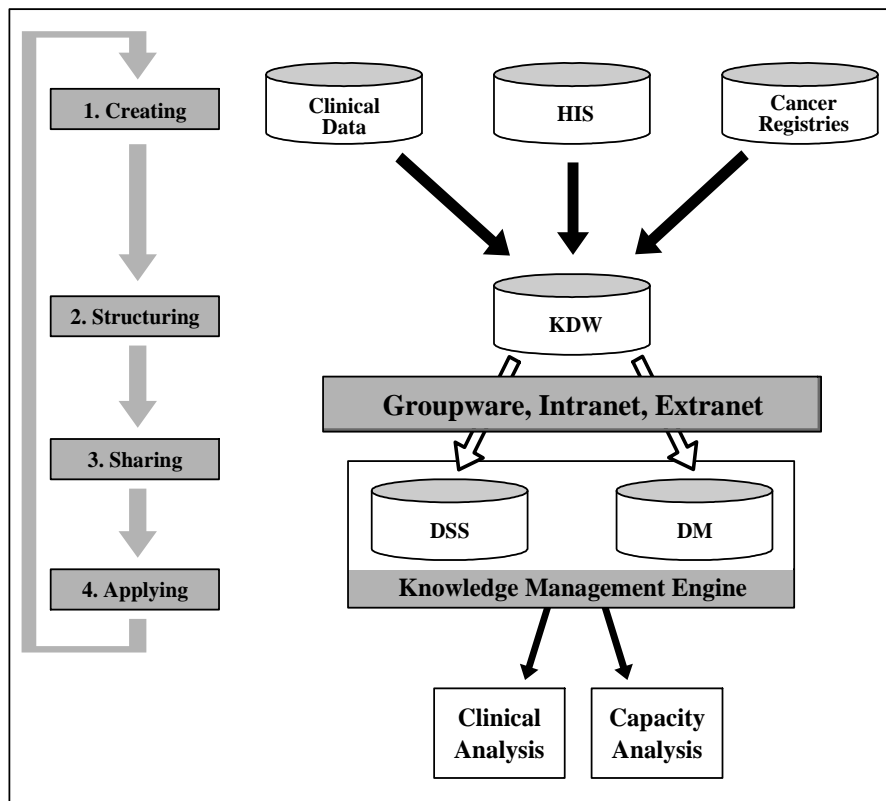 1. Creating
2. Structuring
3. Sharing
4. Applying
Clinical
Data
HIS
Cancer
Registries
KDW
Groupware, Intranet, Extranet
DSS
DM
Knowledge Management Engine
Clinical
Analysis
Capacity
Analysis